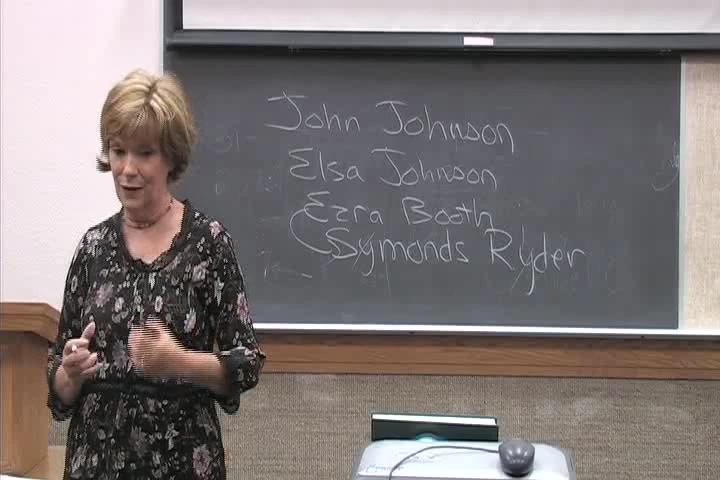 John Johnson
Elsa Johnson
Ezra Booth
Symonds Ryder